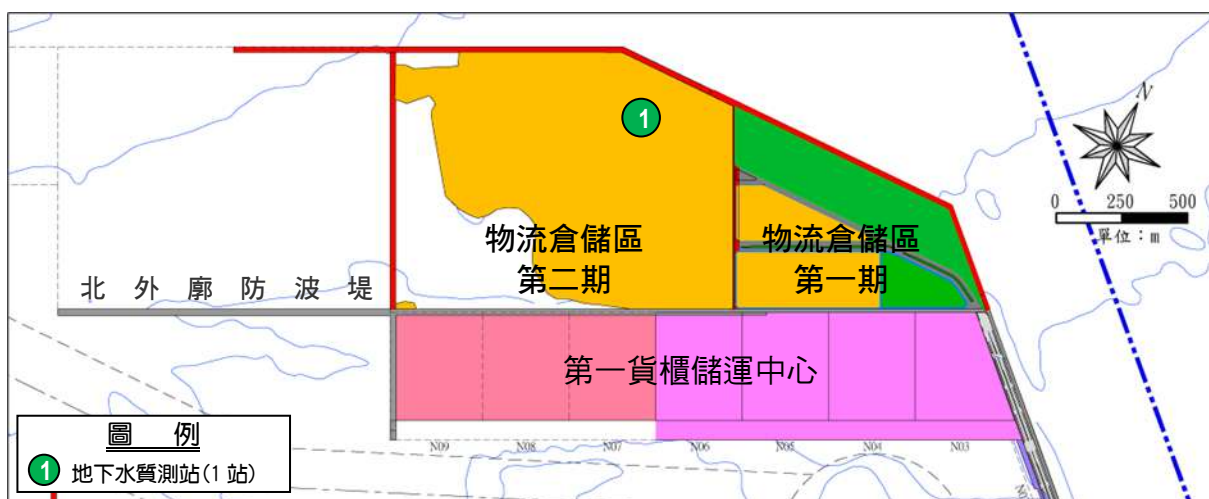 1
N
0 250 500
單位：m
物流倉儲區
第二期
物流倉儲區
第一期
北外廓防波堤
第一貨櫃儲運中心
N09 N08 N07 N06 N05 N04 N03
圖 例
1 地下水質測站(1 站)